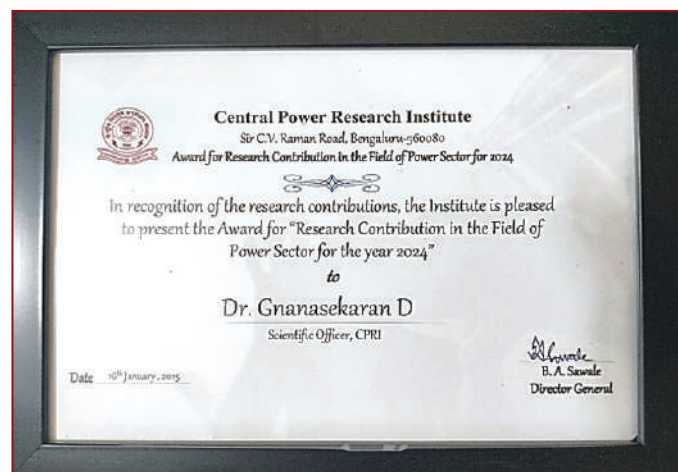 Central Power Research Institute
Sir C.V. Raman Road, Bengaluru-560080
Award for Research Contribution in the Field of Power Sector for 2024
In recognition of the research contributions, the Institute is pleased
to present the Award for "Research Contribution in the Field of
Power Sector for the year 2024"
to
Dr. Gnanasekaran D
Scientific Officer, CPRI
B. A. Sawale
Date January, 2025
Director General